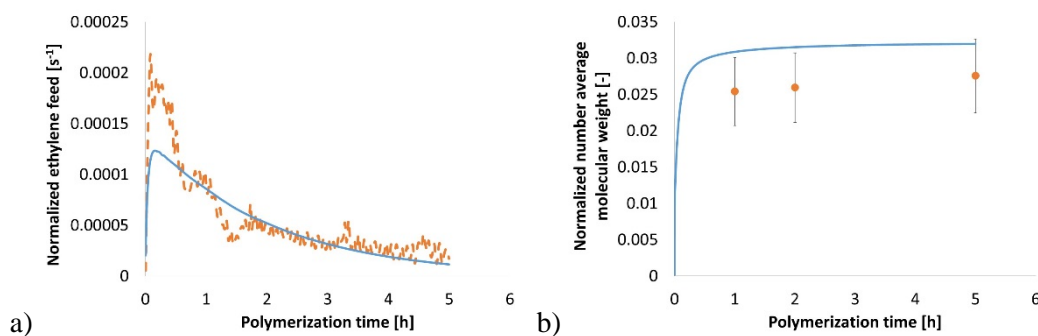 Normalized ethylene feed [s⁻¹]
0.00025
0.0002
0.00015
0.0001
0.00005
0
0 1 2 3 4 5 6
Polymerization time [h]
a)
Normalized number average
molecular weight [-]
0.035
0.03
0.025
0.02
0.015
0.01
0.005
0
0 1 2 3 4 5 6
Polymerization time [h]
b)